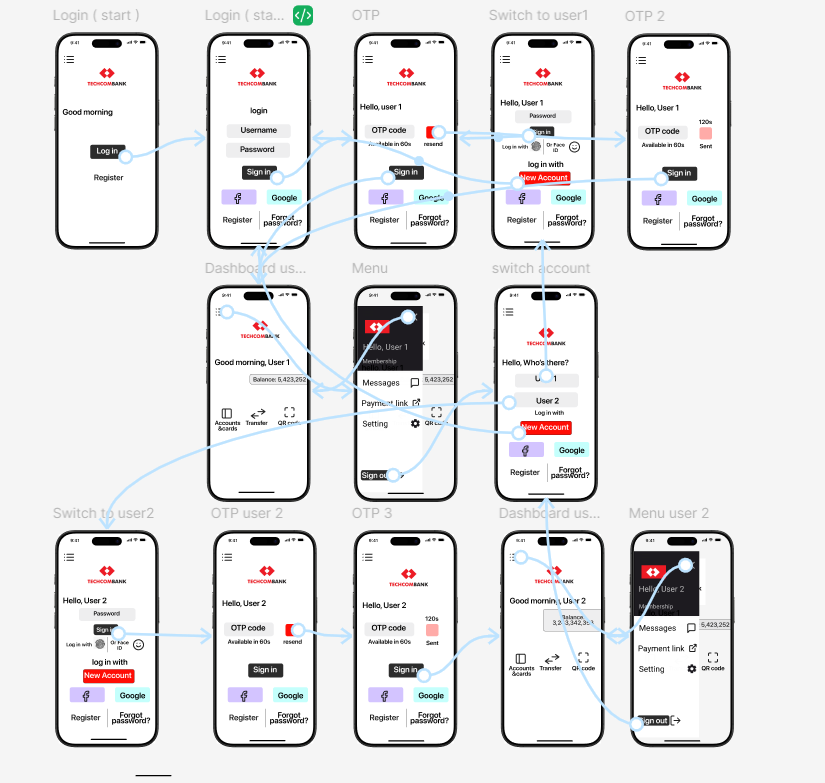 Login ( start )
Login ( sta...
OTP
Switch to user1
OTP 2
9:41
TECHCOMBANK
Good morning
Log in
Register
9:41
TECHCOMBANK
login
Username
Password
Sign in
Google
Register
Forgot
password?
9:41
TECHCOMBANK
Hello, user 1
OTP code
Available in 60s
resend
Sign in
Google
Register
Forgot
password?
9:41
TECHCOMBANK
Hello, User 1
Password
Sign in
Log in with
Or Face
ID
log in with
New Account
Google
Register
Forgot
password?
9:41
TECHCOMBANK
Hello, user 1
120s
OTP code
Available in 60s
Sent
Sign in
Google
Register
Forgot
password?
Dashboard us...
Menu
switch account
9:41
TECHCOMBANK
Good morning, User 1
Balance: 5,423,252
Accounts
&cards
Transfer
QR code
9:41
Hello, User 1
Membership
Messages
5,423,252
Payment link
Setting
QR code
Sign out
9:41
TECHCOMBANK
Hello, Who's there?
User 2
Log in with
New Account
Google
Register
Forgot
password?
Switch to user2
OTP user 2
OTP 3
Dashboard us...
Menu user 2
9:41
TECHCOMBANK
Hello, User 2
Password
Sign in
Log in with
Or Face
ID
log in with
New Account
Google
Register
Forgot
password?
9:41
TECHCOMBANK
Hello, User 2
OTP code
Available in 60s
resend
Sign in
Google
Register
Forgot
password?
9:41
TECHCOMBANK
Hello, User 2
120s
OTP code
Available in 60s
Sent
Sign in
Google
Register
Forgot
password?
9:41
TECHCOMBANK
Good morning, User 2
Balance:
Accounts
&cards
Transfer
QR code
9:41
Hello, User 2
Membership
Messages
5,423,252
Payment link
Setting
QR code
Sign out